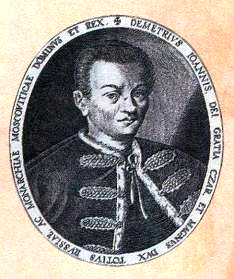 ✠ DEMETRIVS IOANNIS DEI GRATIA CZAR ET MAGNVS DVX TOTIVS RVSSIAE AC MONARCHIAE MOSCOVITICAE DOMINVS ET REX.